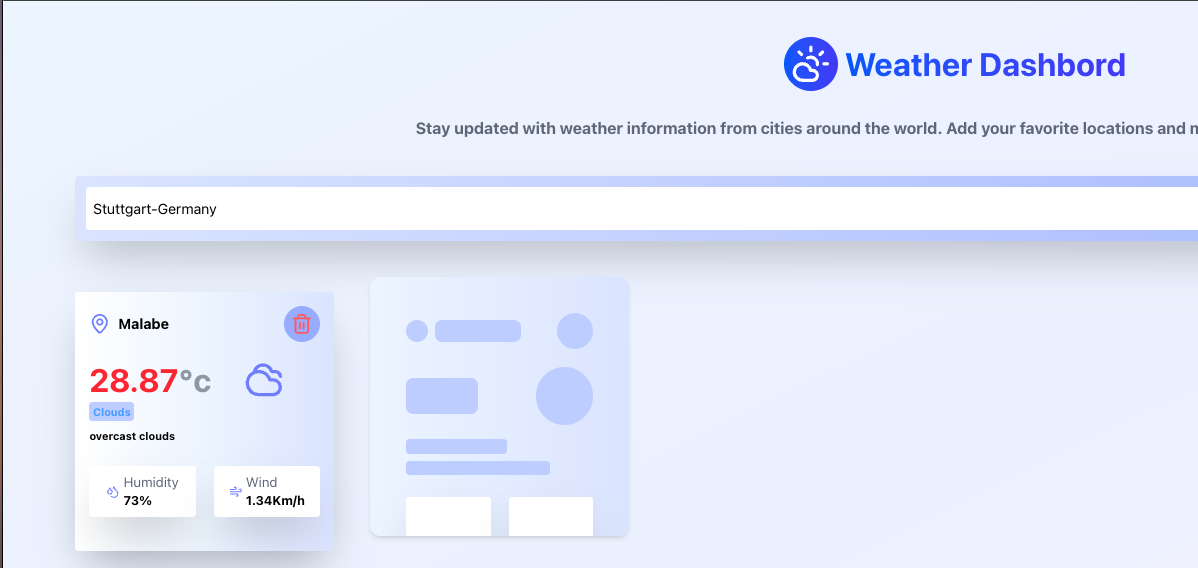 Weather Dashbord
Stay updated with weather information from cities around the world. Add your favorite locations and
Stuttgart-Germany
Malabe
28.87°c
Clouds
overcast clouds
Humidity
73%
Wind
1.34Km/h